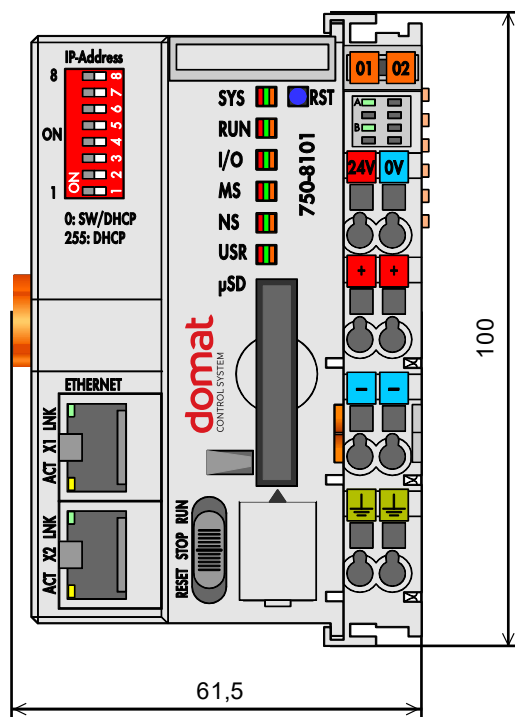 IP-Address
8
ON
1
ON
8
7
6
5
4
3
2
1
0: SW/DHCP
255: DHCP
SYS
RST
RUN
I/O
MS
NS
USR
µSD
750-8101
domat
CONTROL SYSTEM
01 02
A
B
24V 0V
+ +
− −
ETHERNET
ACT X1 LNK
ACT X2 LNK
RESET STOP RUN
100
61,5